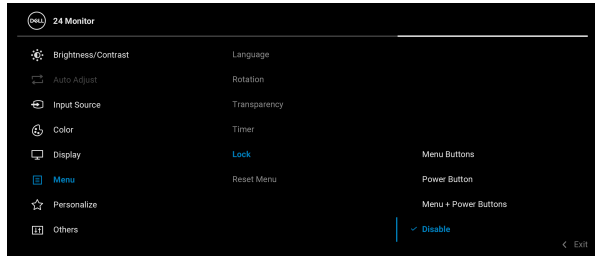 DELL 24 Monitor
Brightness/Contrast Language
Auto Adjust Rotation
Input Source Transparency
Color Timer
Display Lock Menu Buttons
Menu Reset Menu Power Button
Personalize Menu + Power Buttons
Others Disable
Exit